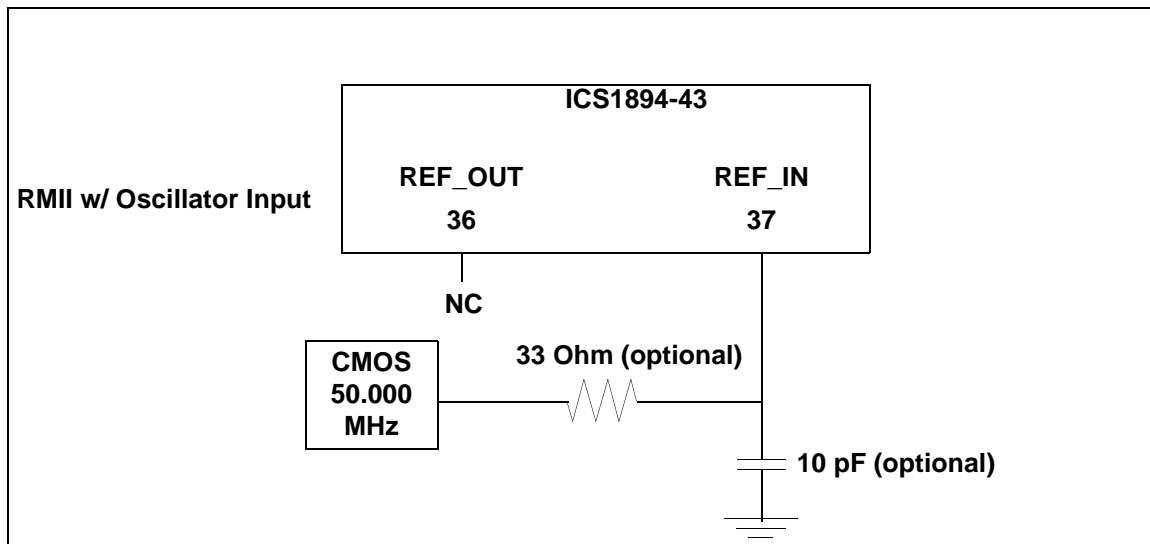 ICS1894-43
REF_OUT
REF_IN
RMII w/ Oscillator Input
36
37
NC
33 Ohm (optional)
CMOS
50.000
MHz
10 pF (optional)